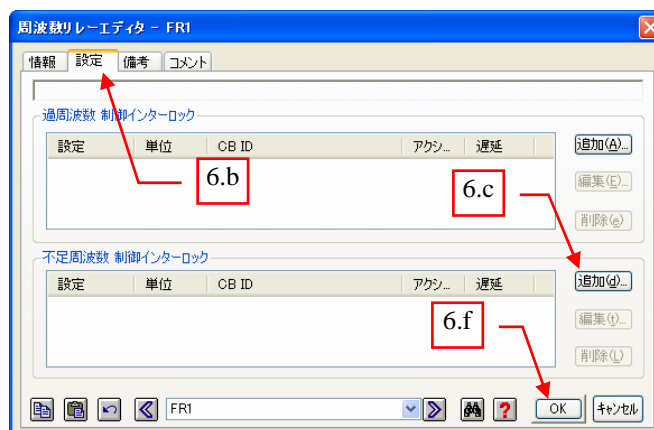 周波数リレーエディタ - FR1
情報 設定 備考 コメント
過周波数 制御インターロック
設定 単位 CB ID アクシ... 遅延
追加(A)...
編集(E)...
削除(e)
6.b
6.c
不足周波数 制御インターロック
設定 単位 CB ID アクシ... 遅延
追加(d)...
編集(t)...
削除(L)
6.f
FR1
? OK キャンセル